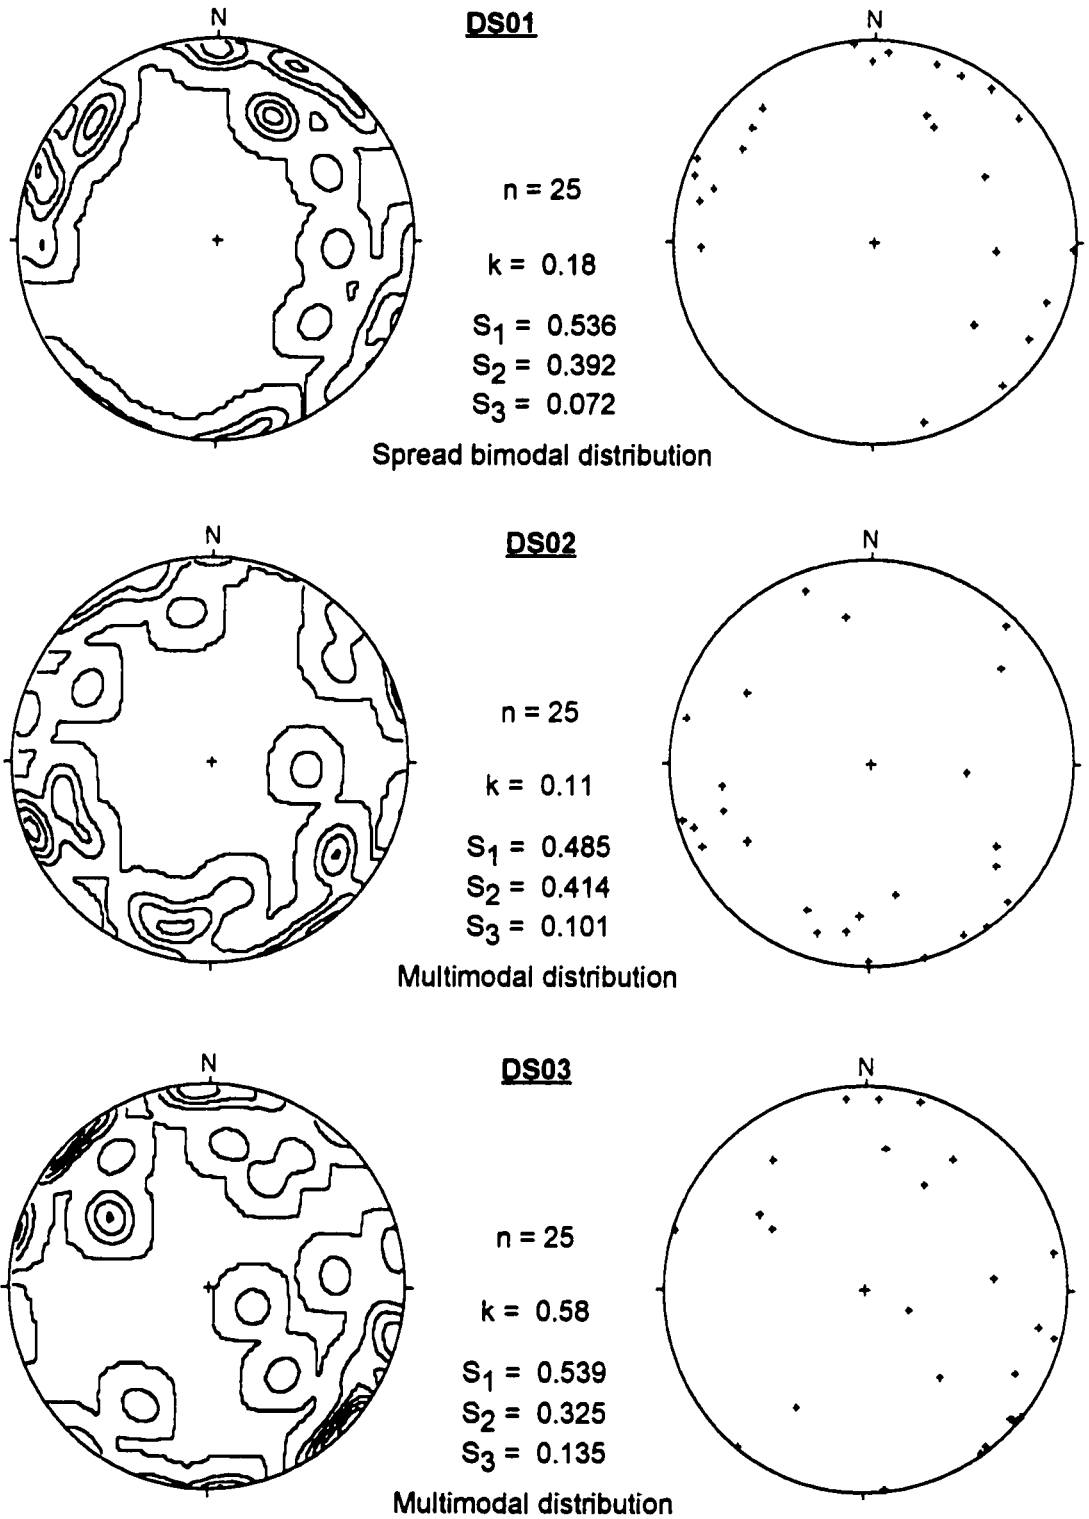 N
DS01
N
n = 25
k = 0.18
S1 = 0.536
S2 = 0.392
S3 = 0.072
Spread bimodal distribution
N
DS02
N
n = 25
k = 0.11
S1 = 0.485
S2 = 0.414
S3 = 0.101
Multimodal distribution
N
DS03
N
n = 25
k = 0.58
S1 = 0.539
S2 = 0.325
S3 = 0.135
Multimodal distribution